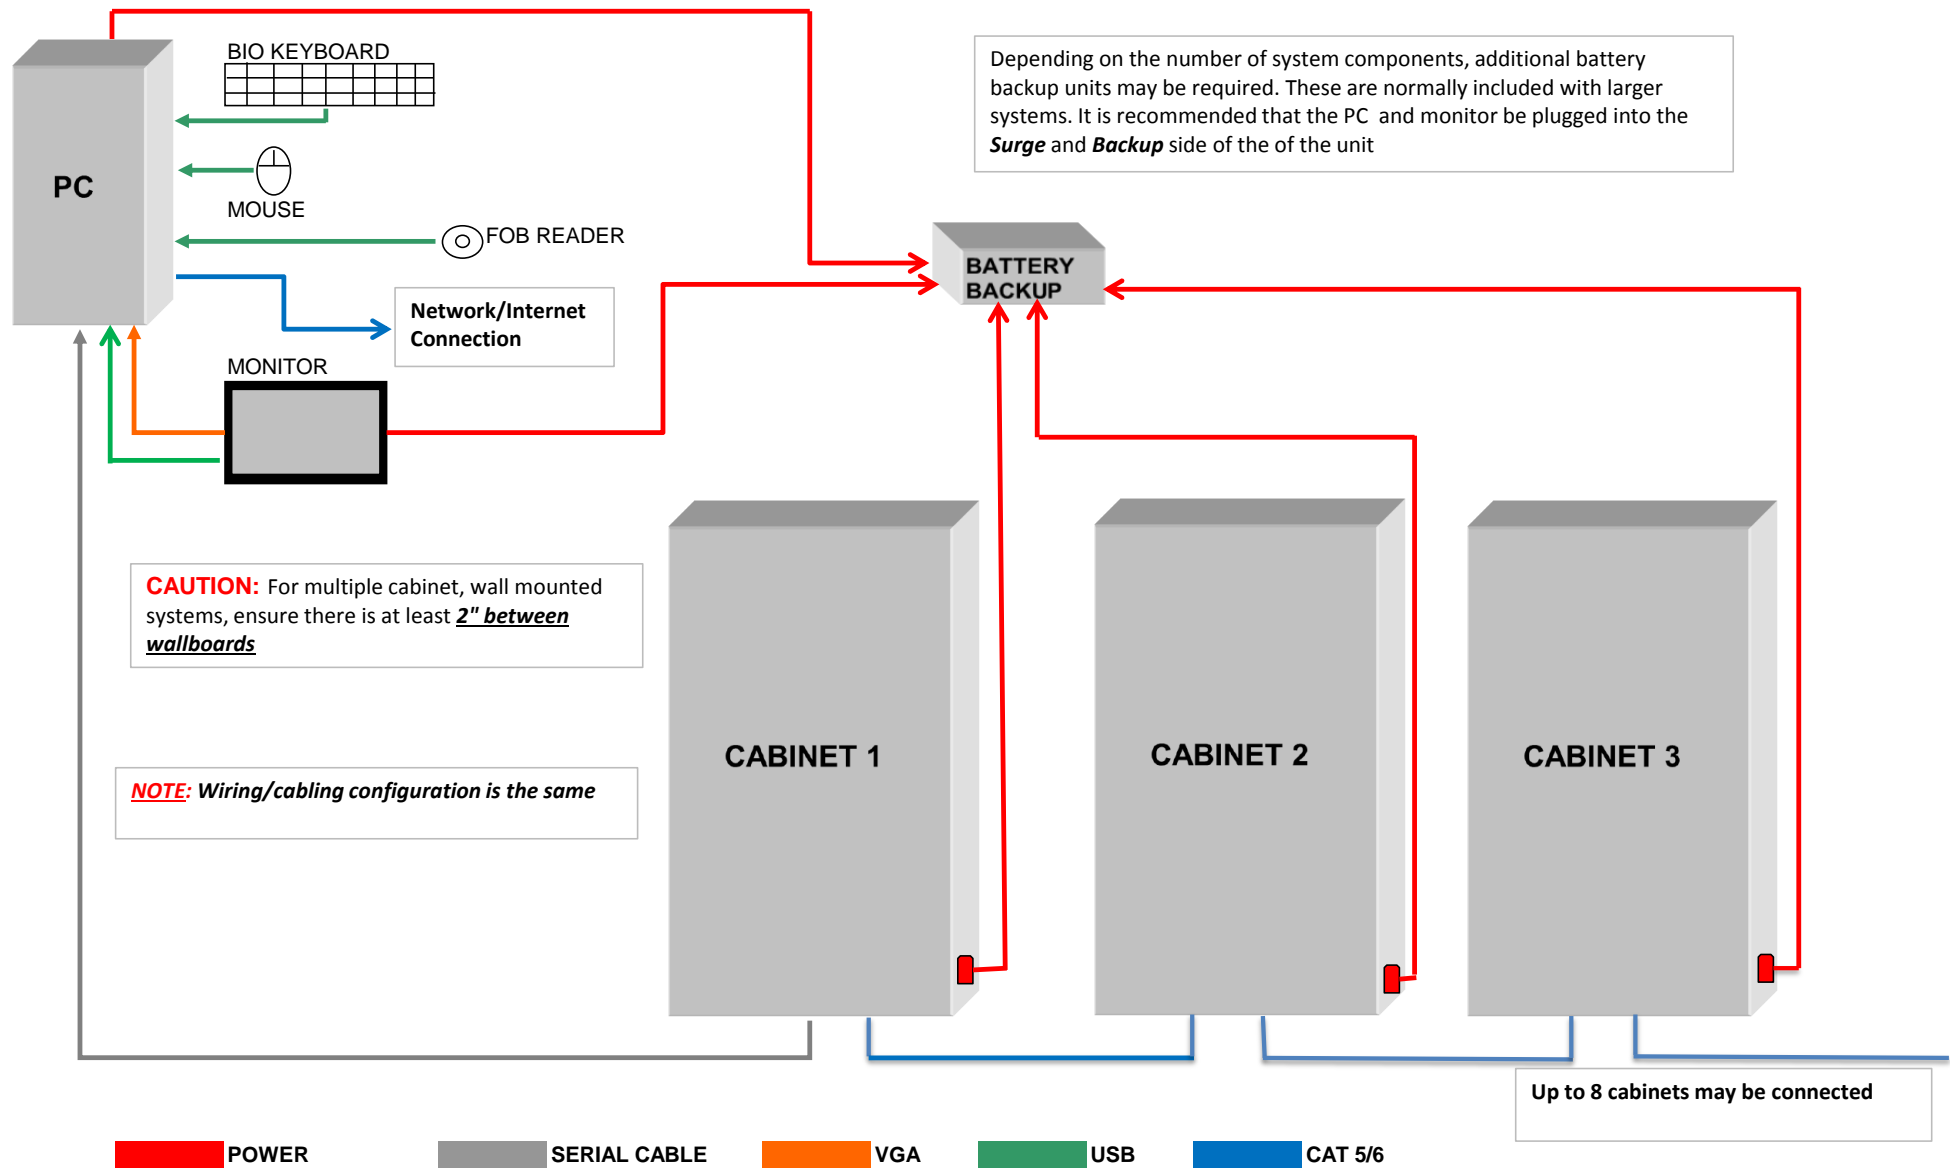 BIO KEYBOARD
Depending on the number of system components, additional battery
backup units may be required. These are normally included with larger
systems. It is recommended that the PC  and monitor be plugged into the
Surge and Backup side of the of the unit
PC
MOUSE
FOB READER
BATTERY
BACKUP
Network/Internet
Connection
MONITOR
CAUTION: For multiple cabinet, wall mounted
systems, ensure there is at least 2" between
wallboards
CABINET 1
CABINET 2
CABINET 3
NOTE: Wiring/cabling configuration is the same
Up to 8 cabinets may be connected
POWER
SERIAL CABLE
VGA
USB
CAT 5/6